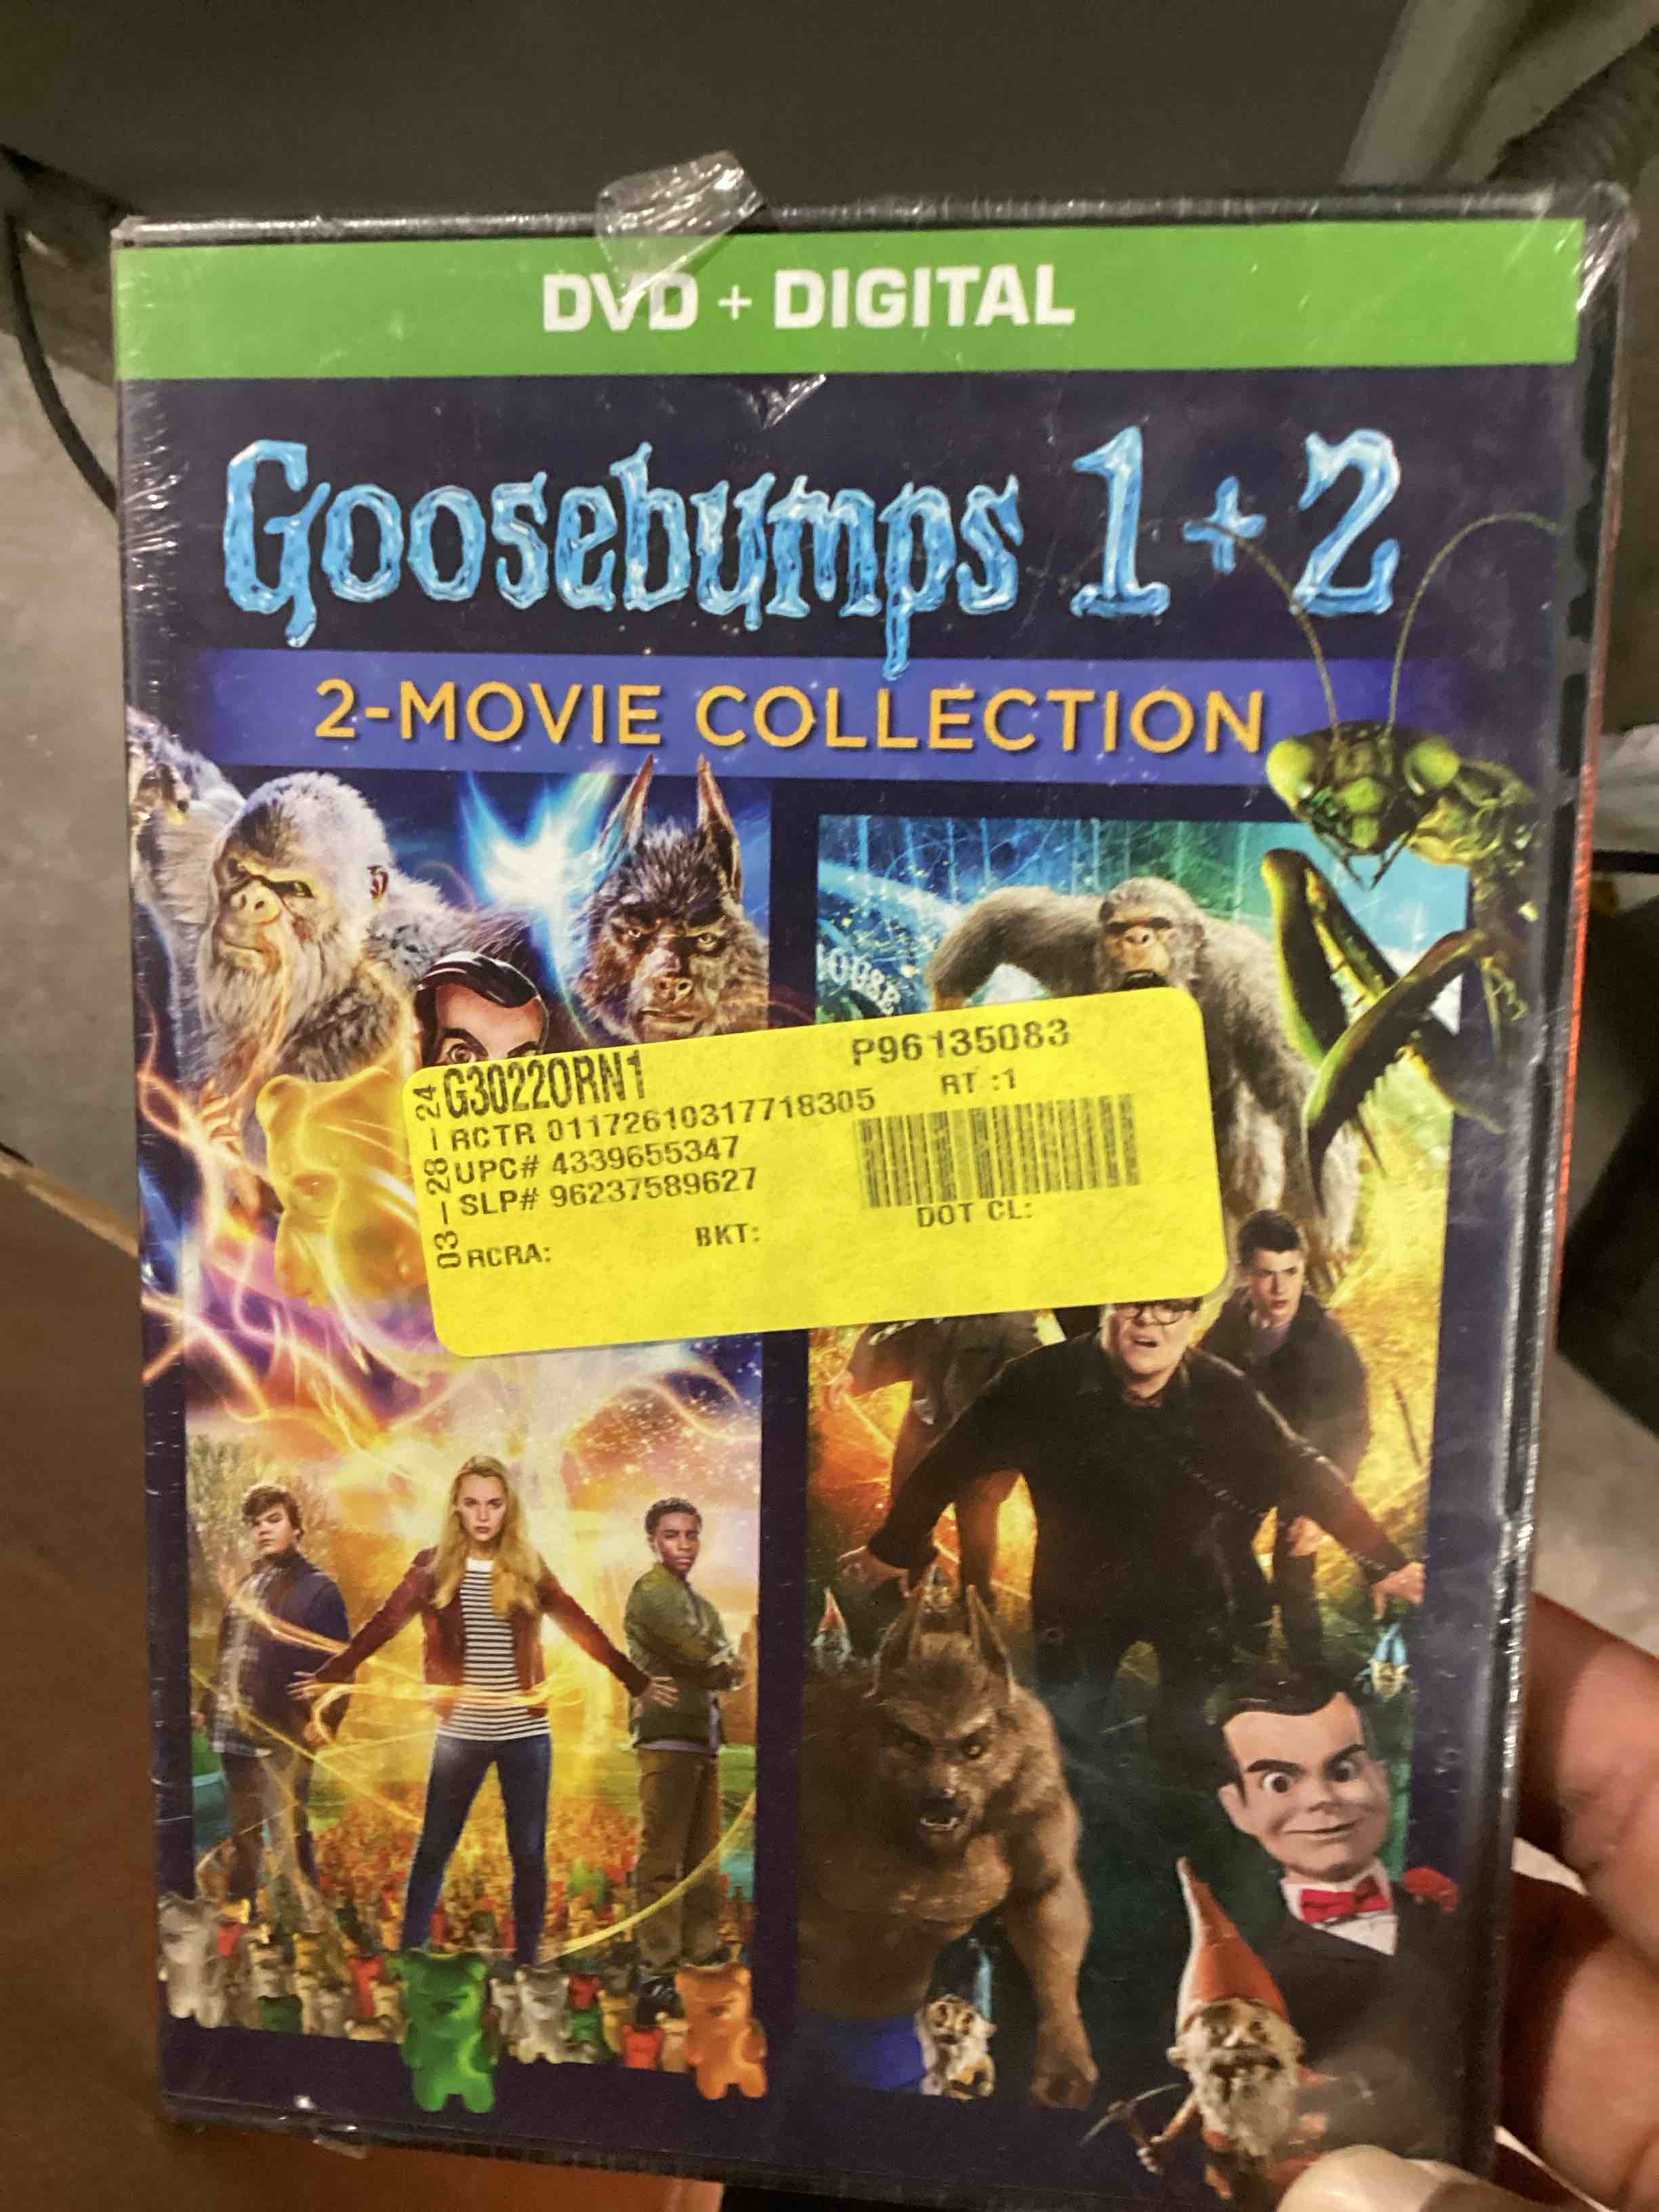 DVD + DIGITAL
Goosebumps 1+2
2-MOVIE COLLECTION
G3022ORN1
P96135083
RCTR 01172610317718305
RT :1
UPC# 4339655347
SLP# 96237589627
RCRA:
BKT:
DOT CL:
03-28-24